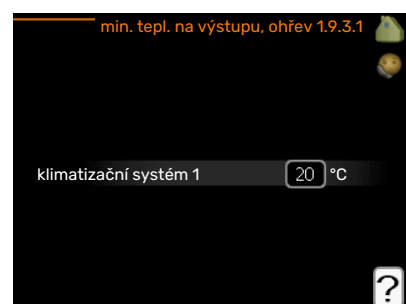 min. tepl. na výstupu, ohřev 1.9.3.1
klimatizační systém 1 20 °C
?